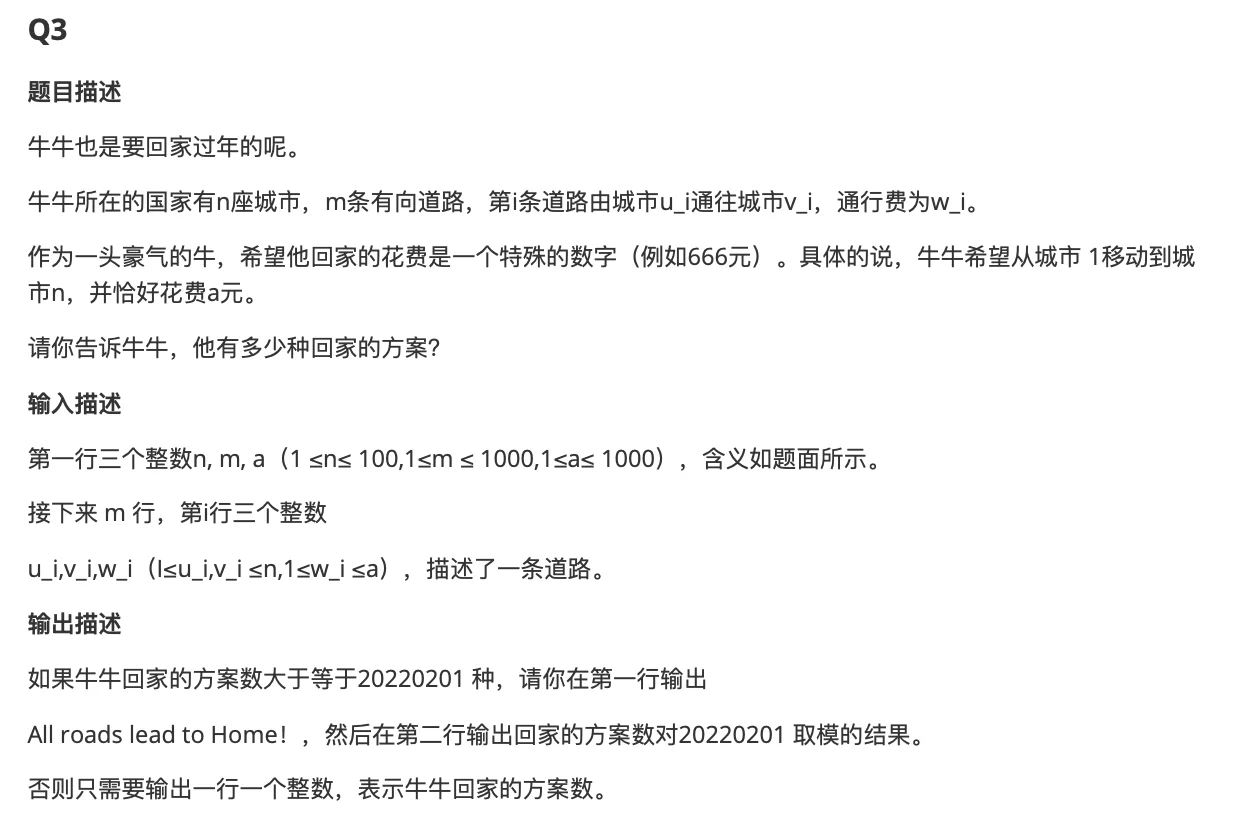 Q3
题目描述
牛牛也是要回家过年的呢。
牛牛所在的国家有n座城市，m条有向道路，第i条道路由城市u_i通往城市v_i，通行费为w_i。
作为一头豪气的牛，希望他回家的花费是一个特殊的数字（例如666元）。具体的说，牛牛希望从城市 1移动到城
市n，并恰好花费a元。
请你告诉牛牛，他有多少种回家的方案？
输入描述
第一行三个整数n, m, a（1 ≤n≤ 100,1≤m ≤ 1000,1≤a≤ 1000），含义如题面所示。
接下来 m 行，第i行三个整数
u_i,v_i,w_i（l≤u_i,v_i ≤n,1≤w_i ≤a），描述了一条道路。
输出描述
如果牛牛回家的方案数大于等于20220201 种，请你在第一行输出
All roads lead to Home！，然后在第二行输出回家的方案数对20220201 取模的结果。
否则只需要输出一行一个整数，表示牛牛回家的方案数。